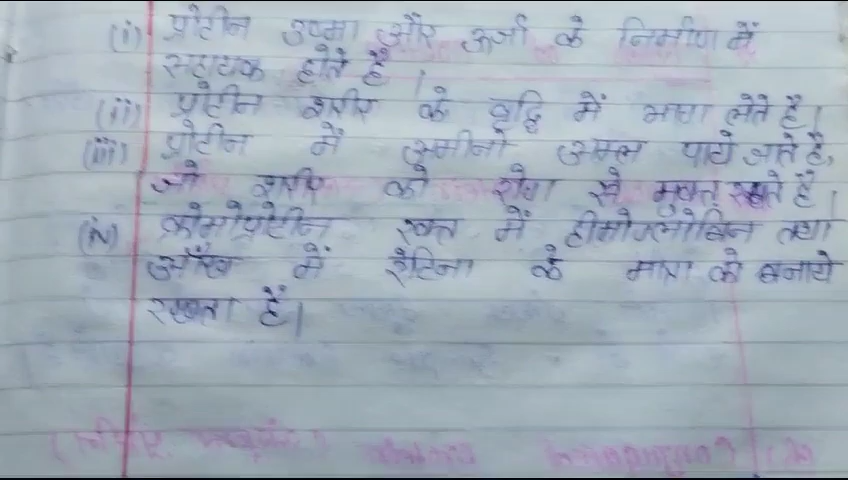 (i) प्रोटीन उष्मा और ऊर्जा के निर्माण में
सहायक होते है ।
(ii) प्रोटीन शरीर के वृद्धि में भाग लेते है।
(iii) प्रोटीन में अमीनो अम्ल पाये जाते है,
जो शरीर को रोग से मुक्त रखते है ।
(iv) क्रोमोप्रोटीन रक्त में हीमोग्लोबिन तथा
आँख में रेटिना के मात्रा को बनाये
रखता हैं।